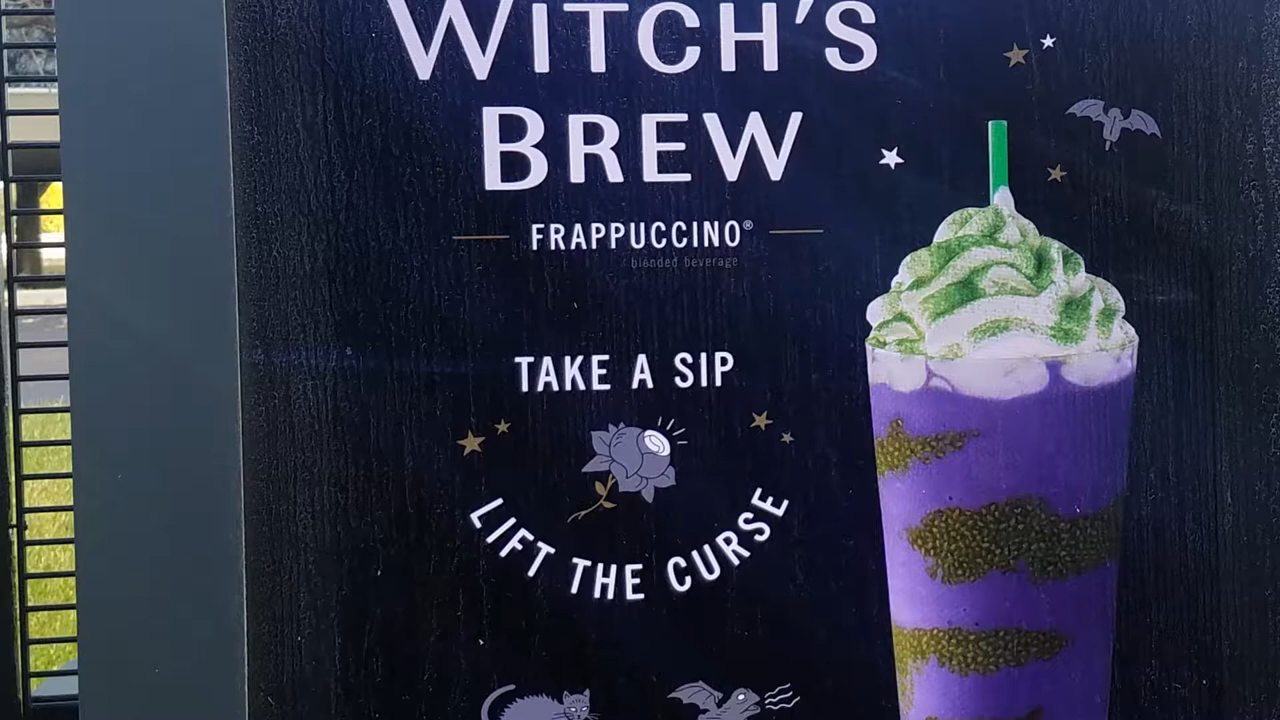 WITCH'S
BREW
FRAPPUCCINO®
blended beverage
TAKE A SIP
LIFT THE CURSE